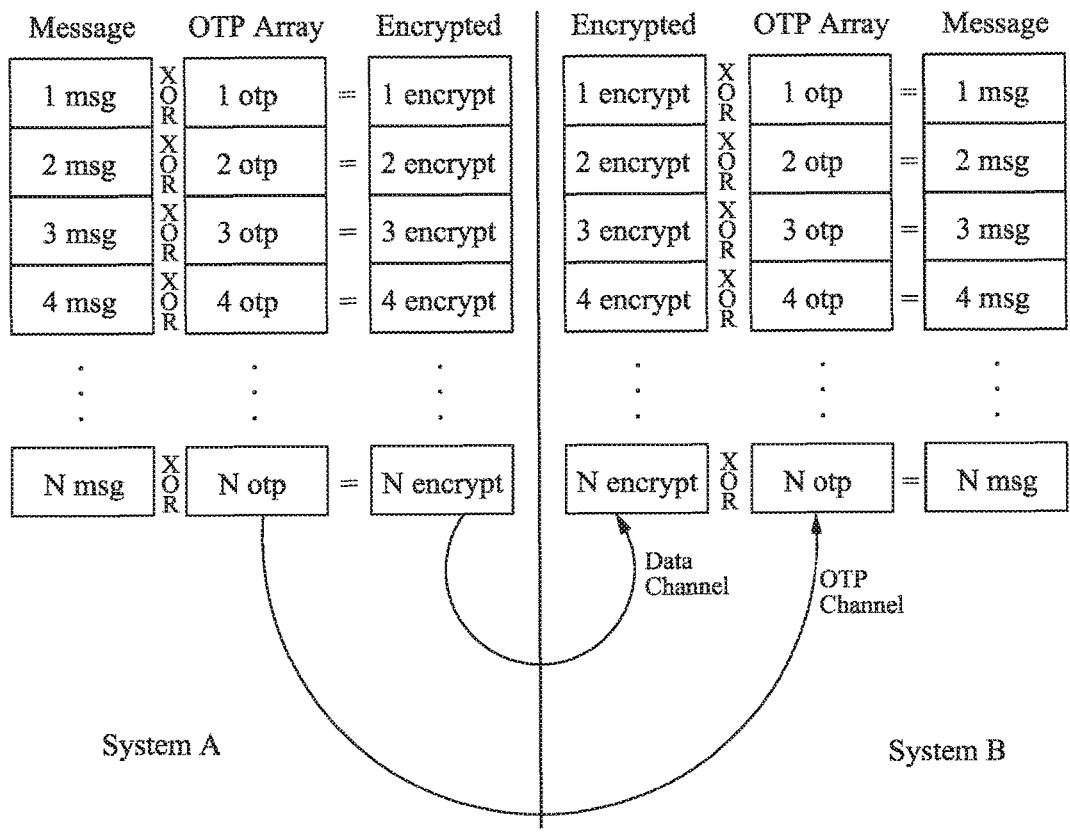 Message OTP Array Encrypted Encrypted OTP Array Message
1 msg XOR 1 otp = 1 encrypt 1 encrypt XOR 1 otp = 1 msg
2 msg XOR 2 otp = 2 encrypt 2 encrypt XOR 2 otp = 2 msg
3 msg XOR 3 otp = 3 encrypt 3 encrypt XOR 3 otp = 3 msg
4 msg XOR 4 otp = 4 encrypt 4 encrypt XOR 4 otp = 4 msg
N msg XOR N otp = N encrypt N encrypt XOR N otp = N msg
Data
Channel
OTP
Channel
System A
System B